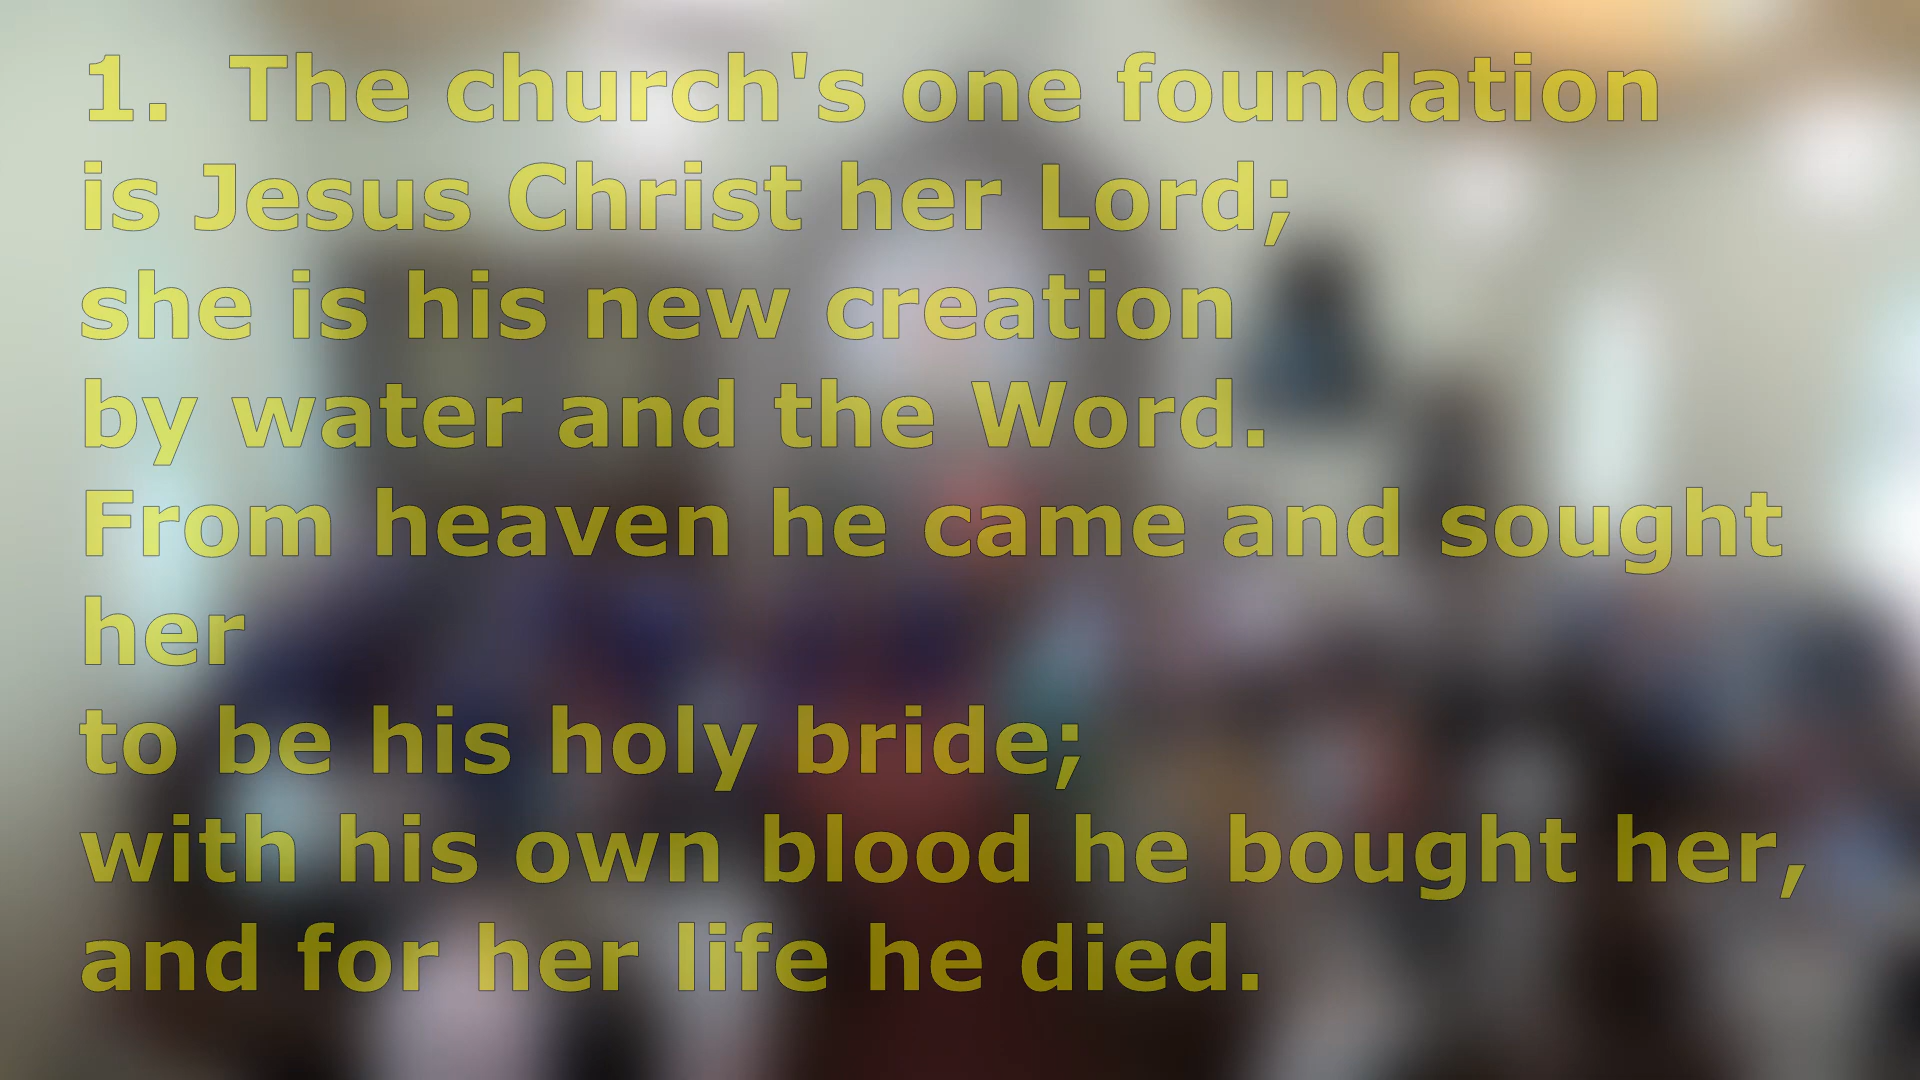 1. The church's one foundation
is Jesus Christ her Lord;
she is his new creation
by water and the Word.
From heaven he came and sought
her
to be his holy bride;
with his own blood he bought her,
and for her life he died.